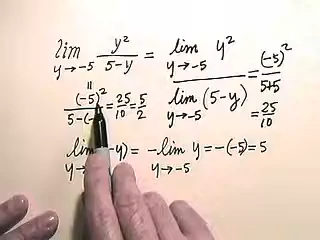 lim y² / 5-y = lim y² / lim (5-y) = (-5)² / 5+5 = 25/10
y→-5 y→-5 y→-5
= (-5)² / 5-(- = 25/10 = 5/2
lim -y) = -lim y = -(-5) = 5
y→ y→-5